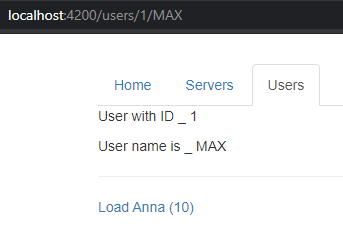 localhost:4200/users/1/MAX
Home Servers Users
User with ID _ 1
User name is _ MAX
Load Anna (10)